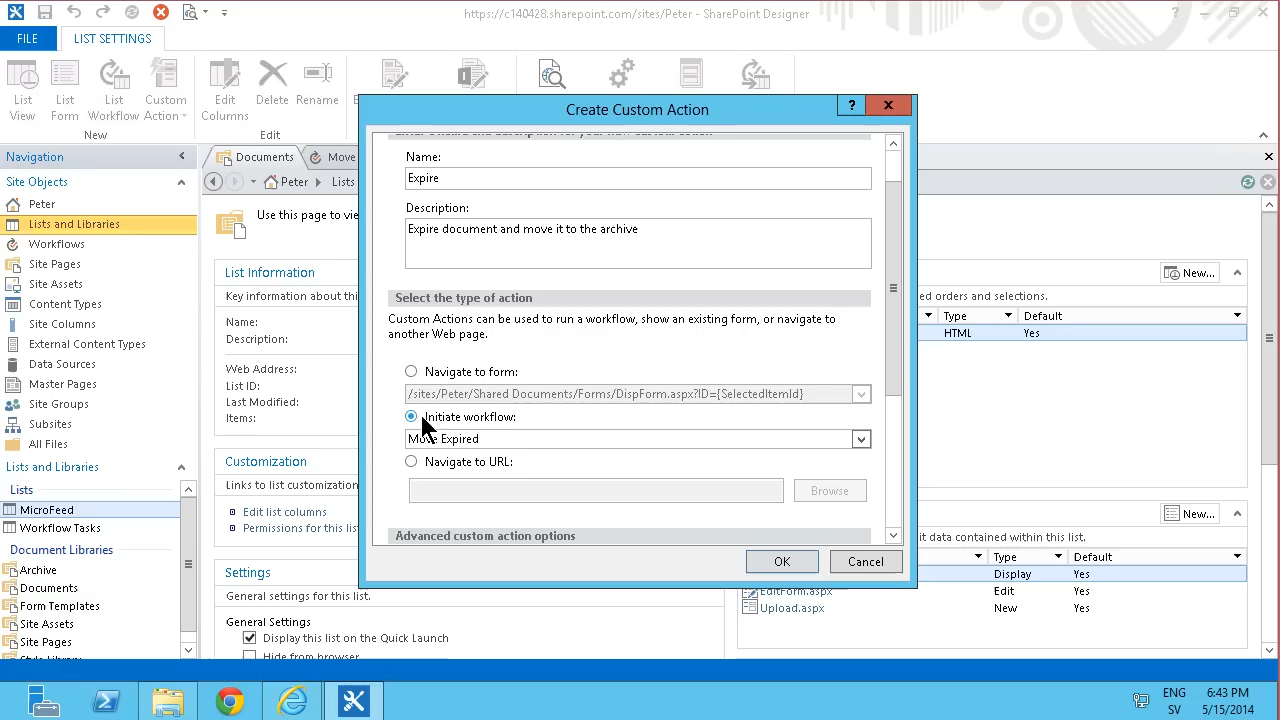 https://c140428.sharepoint.com/sites/Peter - SharePoint Designer
FILE
LIST SETTINGS
List View
List Form
List Workflow
Custom Action
Edit Columns
Delete
Rename
New
Edit
Create Custom Action
?
X
Navigation
Site Objects
Peter
Lists and Libraries
Workflows
Site Pages
Site Assets
Content Types
Site Columns
External Content Types
Data Sources
Master Pages
Site Groups
Subsites
All Files
Lists and Libraries
Lists
MicroFeed
Workflow Tasks
Document Libraries
Archive
Documents
Form Templates
Site Assets
Site Pages
Documents
Move
Peter
Lists
Use this page to vie
List Information
Key information about thi
Name:
Description:
Web Address:
List ID:
Last Modified:
Items:
Customization
Links to list customization
Edit list columns
Permissions for this list
Settings
General settings for this list.
General Settings
Display this list on the Quick Launch
Hide from browser
Name:
Expire
Description:
Expire document and move it to the archive
Select the type of action
Custom Actions can be used to run a workflow, show an existing form, or navigate to
another Web page.
Navigate to form:
/sites/Peter/Shared Documents/Forms/DispForm.aspx?ID={SelectedItemId}
Initiate workflow:
Move Expired
Navigate to URL:
Browse
Advanced custom action options
OK
Cancel
New...
ed orders and selections.
Type
Default
HTML
Yes
New...
it data contained within this list.
Type
Default
Display
Yes
EditForm.aspx
Edit
Yes
Upload.aspx
New
Yes
ENG
SV
6:43 PM
5/15/2014